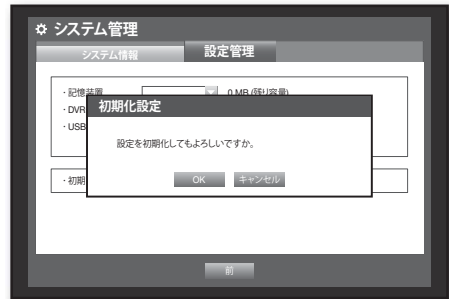 システム管理
システム情報
設定管理
・記憶装置 0 MB (残り容量)
・DVR
初期化設定
・USB
設定を初期化してもよろしいですか。
・初期
OK キャンセル
前